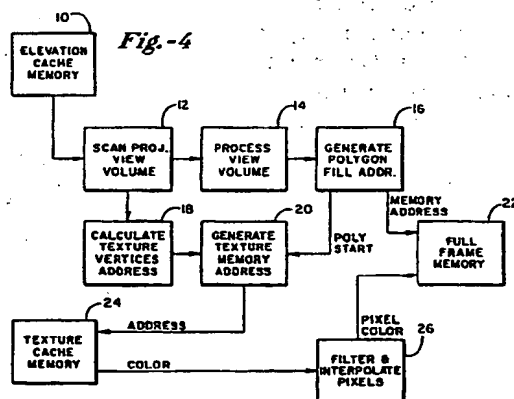 10
Fig.-4
ELEVATION
CACHE
MEMORY
12
14
16
SCAN PROJ.
VIEW
VOLUME
PROCESS
VIEW
VOLUME
GENERATE
POLYGON
FILL ADDR.
MEMORY
ADDRESS
22
18
20
CALCULATE
TEXTURE
VERTICES
ADDRESS
GENERATE
TEXTURE
MEMORY
ADDRESS
POLY
START
FULL
FRAME
MEMORY
24
ADDRESS
PIXEL
COLOR
26
TEXTURE
CACHE
MEMORY
COLOR
FILTER &
INTERPOLATE
PIXELS